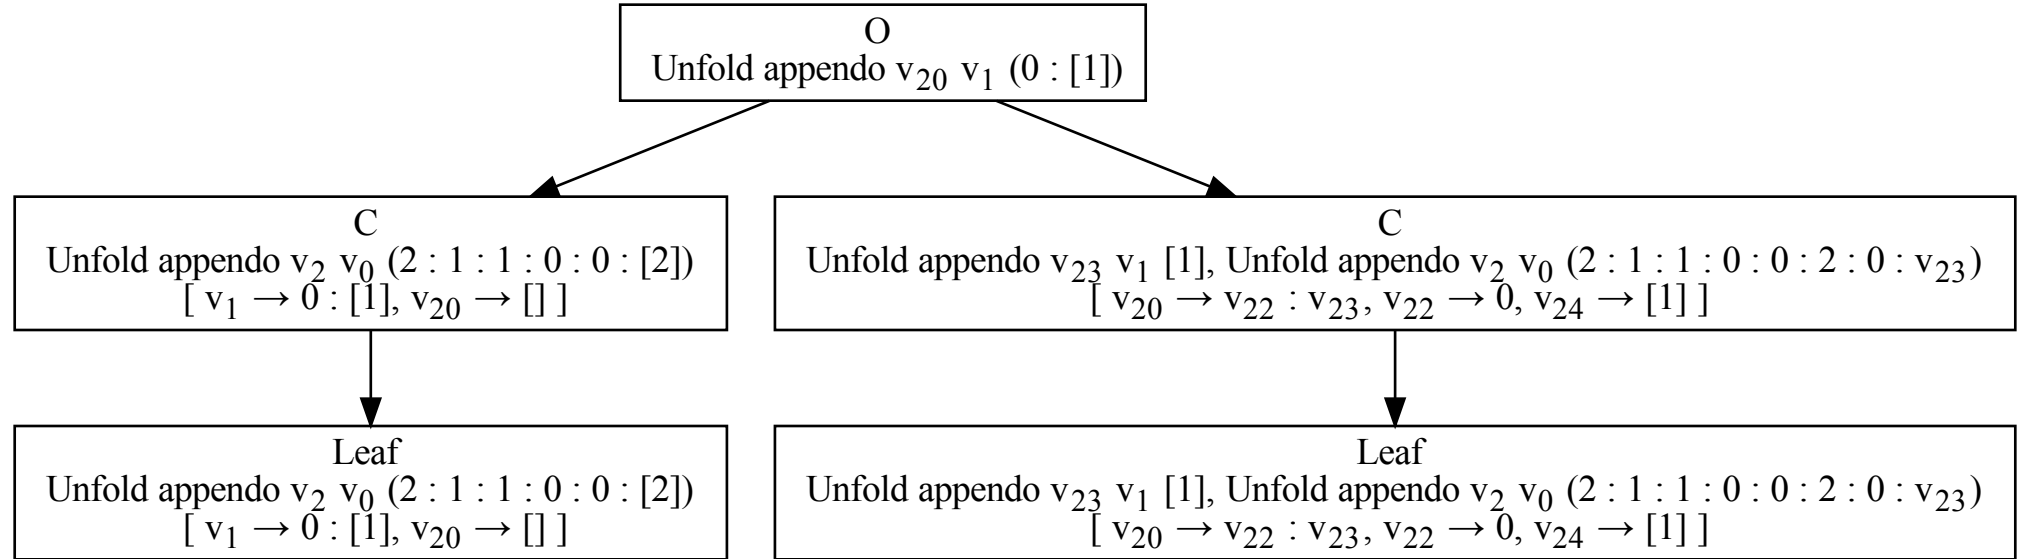 O
Unfold appendo v₂₀ v₁ (0 : [1])
C
Unfold appendo v₂ v₀ (2 : 1 : 1 : 0 : 0 : [2])
[ v₁ → 0 : [1], v₂₀ → [] ]
C
Unfold appendo v₂₃ v₁ [1], Unfold appendo v₂ v₀ (2 : 1 : 1 : 0 : 0 : 2 : 0 : v₂₃)
[ v₂₀ → v₂₂ : v₂₃, v₂₂ → 0, v₂₄ → [1] ]
Leaf
Unfold appendo v₂ v₀ (2 : 1 : 1 : 0 : 0 : [2])
[ v₁ → 0 : [1], v₂₀ → [] ]
Leaf
Unfold appendo v₂₃ v₁ [1], Unfold appendo v₂ v₀ (2 : 1 : 1 : 0 : 0 : 2 : 0 : v₂₃)
[ v₂₀ → v₂₂ : v₂₃, v₂₂ → 0, v₂₄ → [1] ]